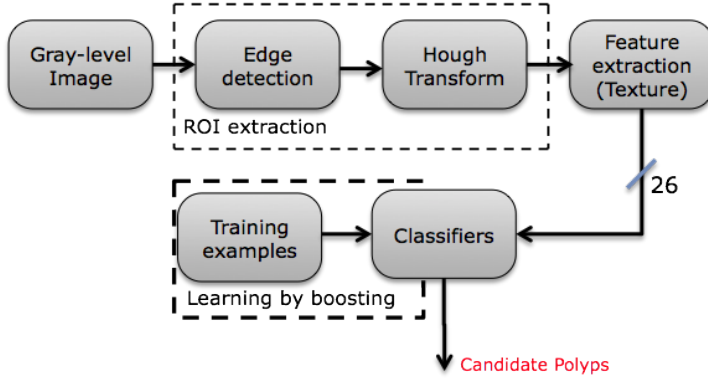 Gray-level
Image
Edge
detection
Hough
Transform
Feature
extraction
(Texture)
ROI extraction
26
Training
examples
Classifiers
Learning by boosting
Candidate Polyps